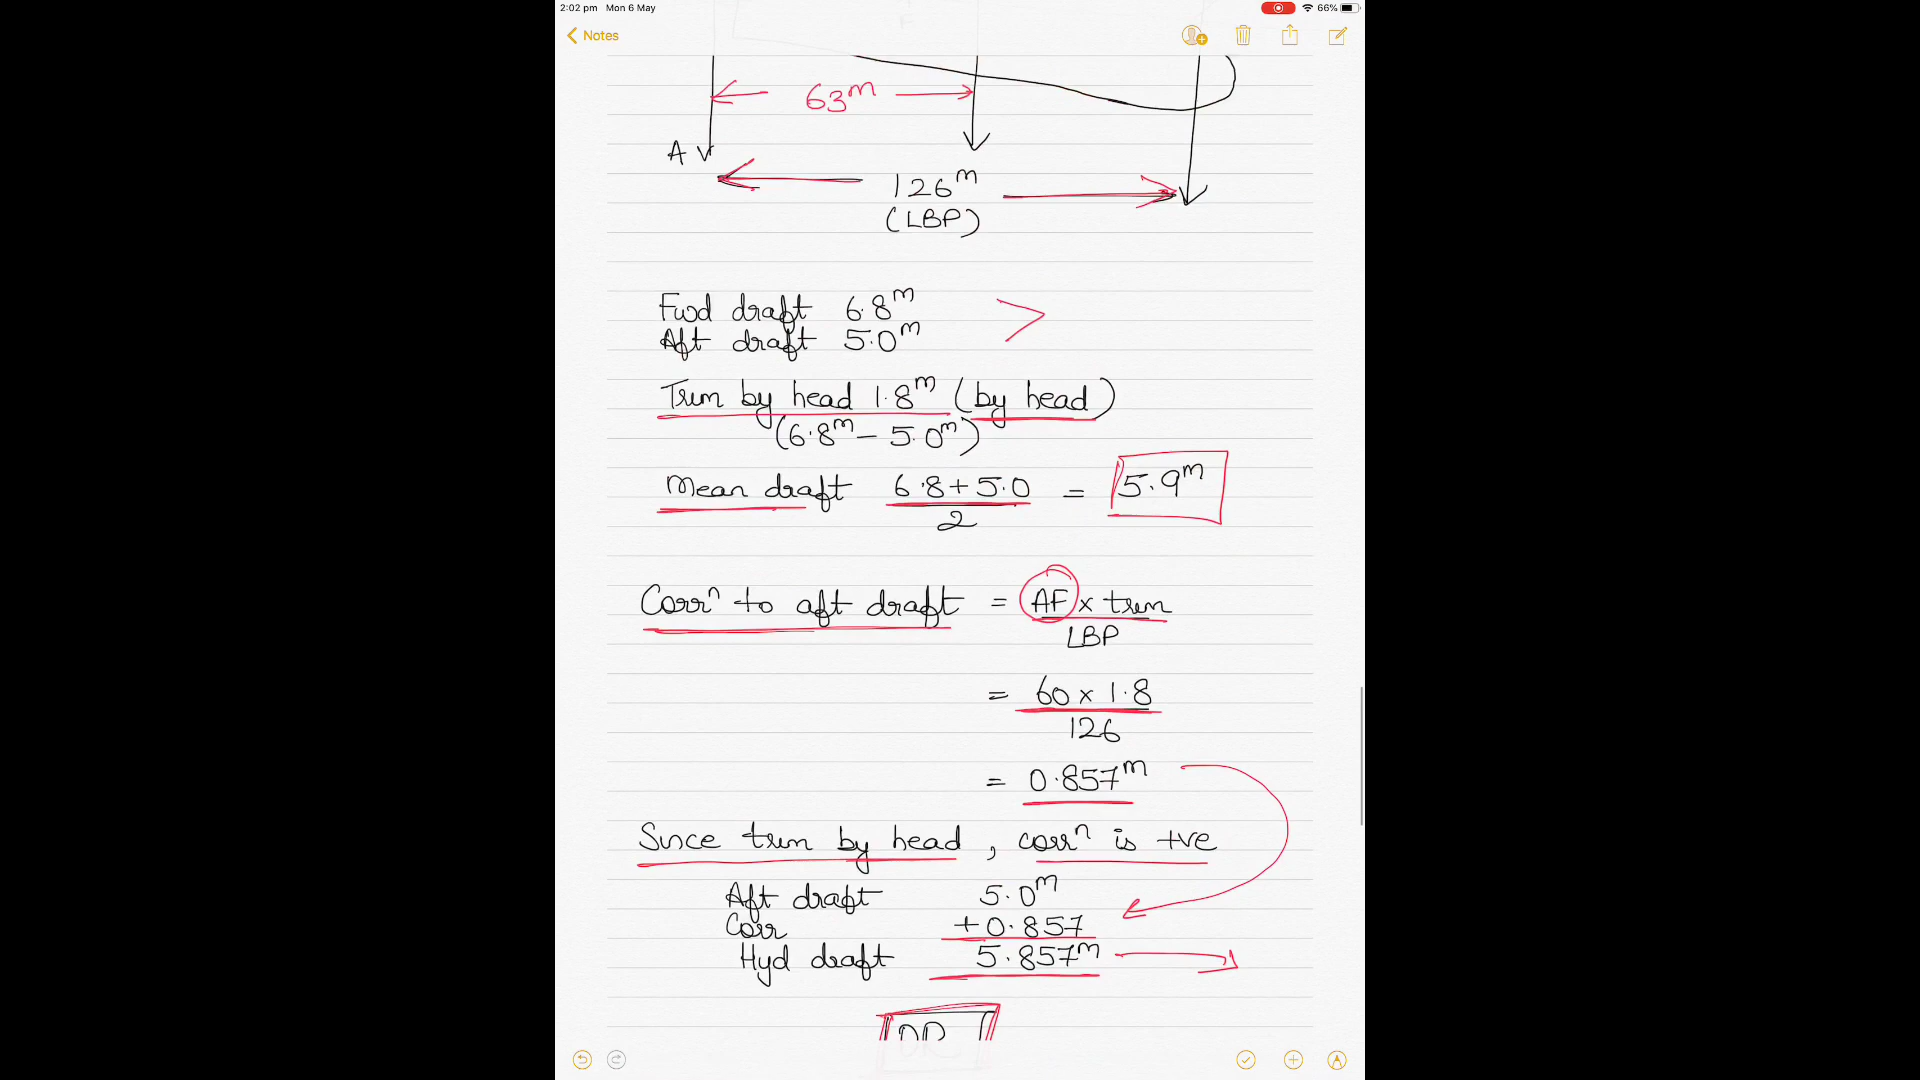 2:02 pm Mon 6 May
66%
Notes
63m
A
126m
(LBP)
Fwd draft 6.8m
Aft draft 5.0m
Trim by head 1.8m (by head)
(6.8m – 5.0m)
Mean draft 6.8+5.0 = 5.9m
2
Corrn to aft draft = AF x trim
LBP
= 60 x 1.8
126
= 0.857m
Since trim by head, corrn is +ve
Aft draft 5.0m
Corr +0.857
Hyd draft 5.857m
OR